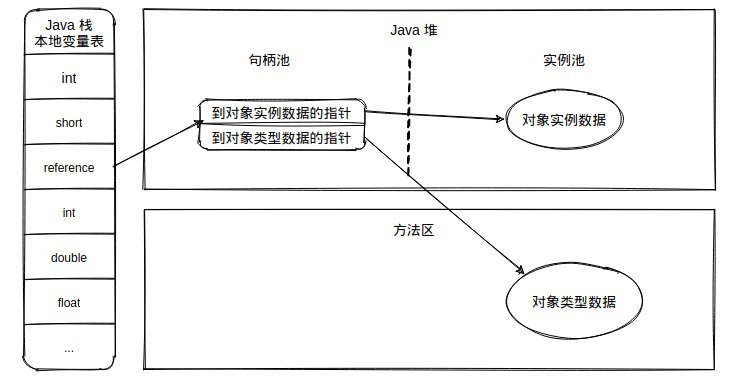 Java 栈
本地变量表
int
short
reference
int
double
float
...
Java 堆
句柄池
实例池
到对象实例数据的指针
到对象类型数据的指针
对象实例数据
方法区
对象类型数据